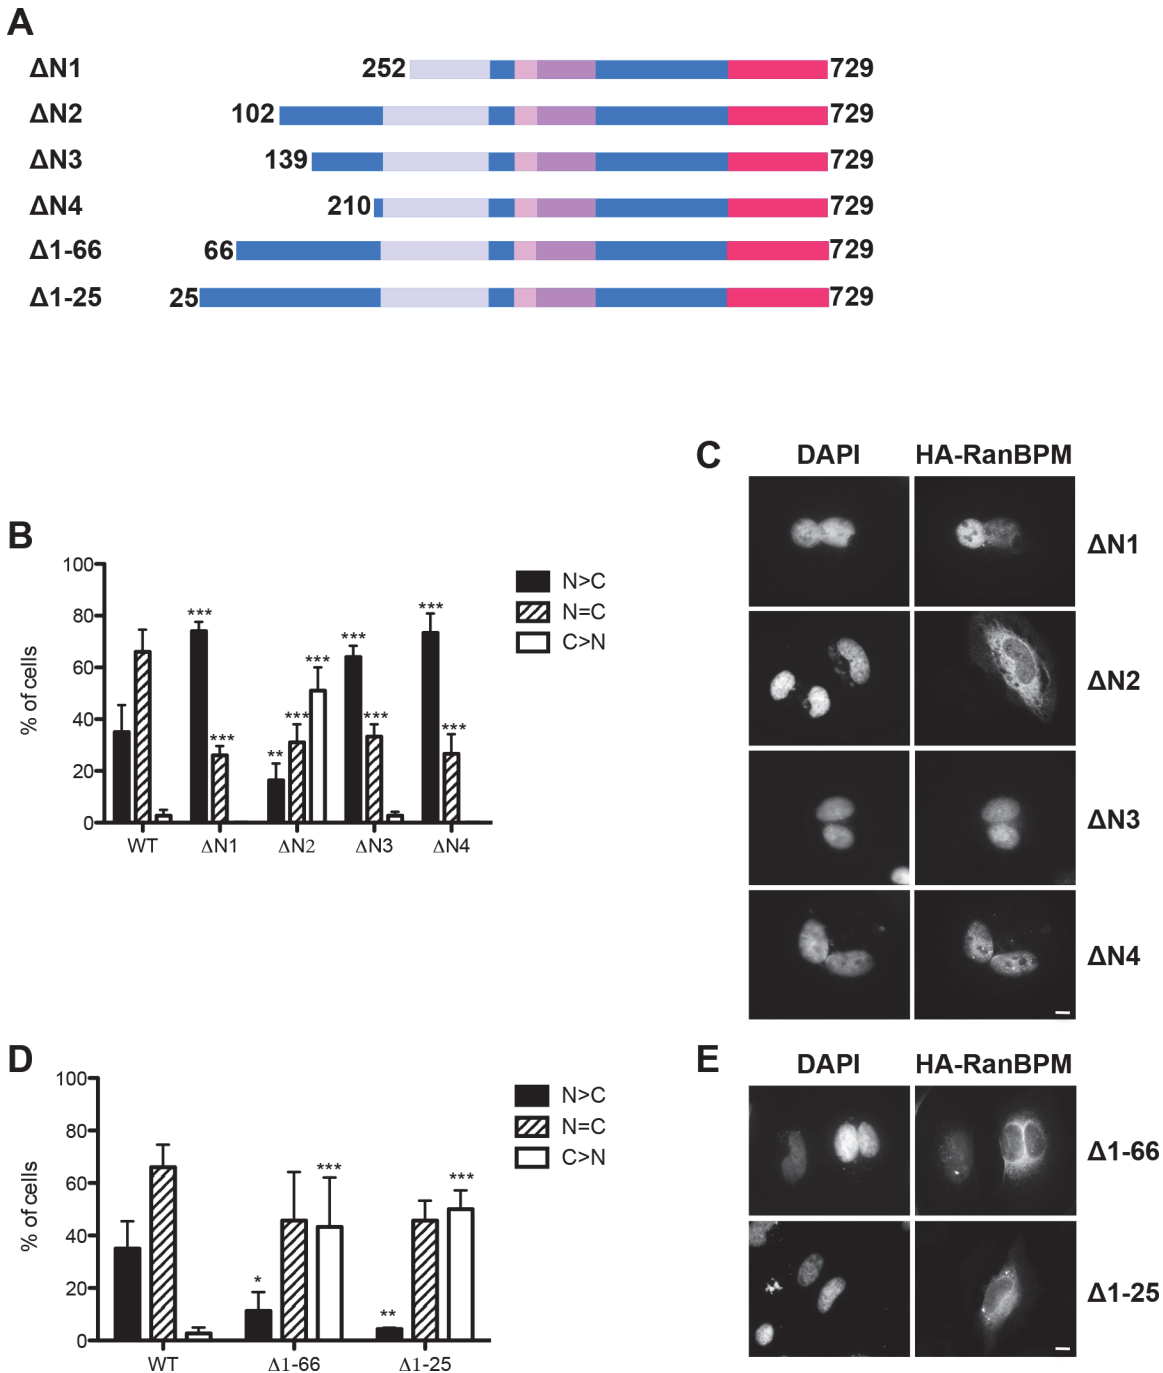 A
ΔN1 252 729
ΔN2 102 729
ΔN3 139 729
ΔN4 210 729
Δ1-66 66 729
Δ1-25 25 729
B
% of cells
100
80
60
40
20
0
*** ***
** *** ***
*** ***
*** ***
WT ΔN1 ΔN2 ΔN3 ΔN4
N>C
N=C
C>N
C
DAPI HA-RanBPM
ΔN1
ΔN2
ΔN3
ΔN4
D
% of cells
100
80
60
40
20
0
* ***
** ***
WT Δ1-66 Δ1-25
N>C
N=C
C>N
E
DAPI HA-RanBPM
Δ1-66
Δ1-25